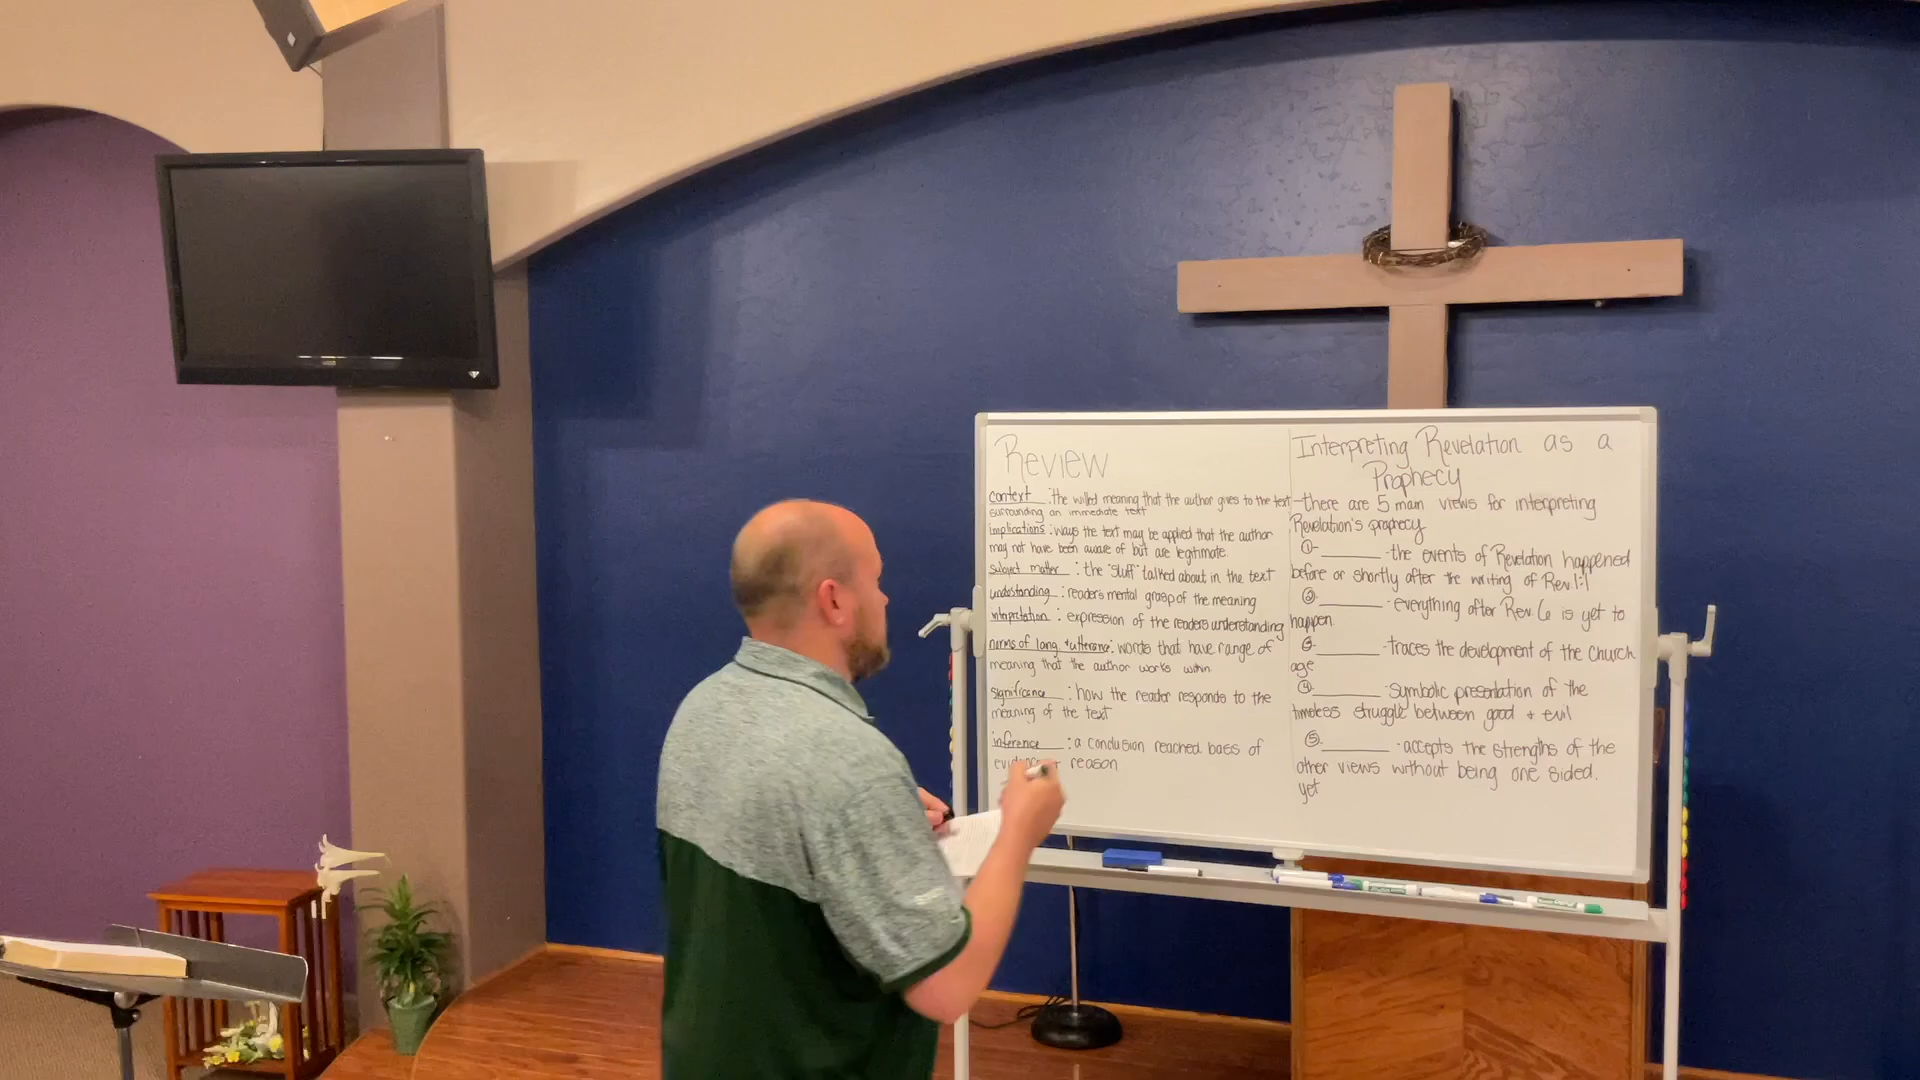 Review
context : the willed meaning that the author gives to the text
surrounding an immediate text
implications : ways the text may be applied that the author
may not have been aware of but are legitimate
subject matter : the "stuff" talked about in the text
undostanding : readers mental grasp of the meaning
intrprtation : expression of the readers understanding
norms of lang. + utterance : words that have range of
meaning that the author works within
significance : how the reader responds to the
meaning of the text
inference : a conclusion reached baes of
reason
Interpreting Revelation as a
Prophecy
-there are 5 main views for interpreting
Revelation's prophecy
① ______ -the events of Revelation happened
before or shortly after the writing of Rev. 1:1
② ______ -everything after Rev. 6 is yet to
happen
③ ______ -traces the development of the church
age
④ ______ -symbolic presentation of the
timeless struggle between good + evil
⑤ ______ -accepts the strengths of the
other views without being one sided.
yet